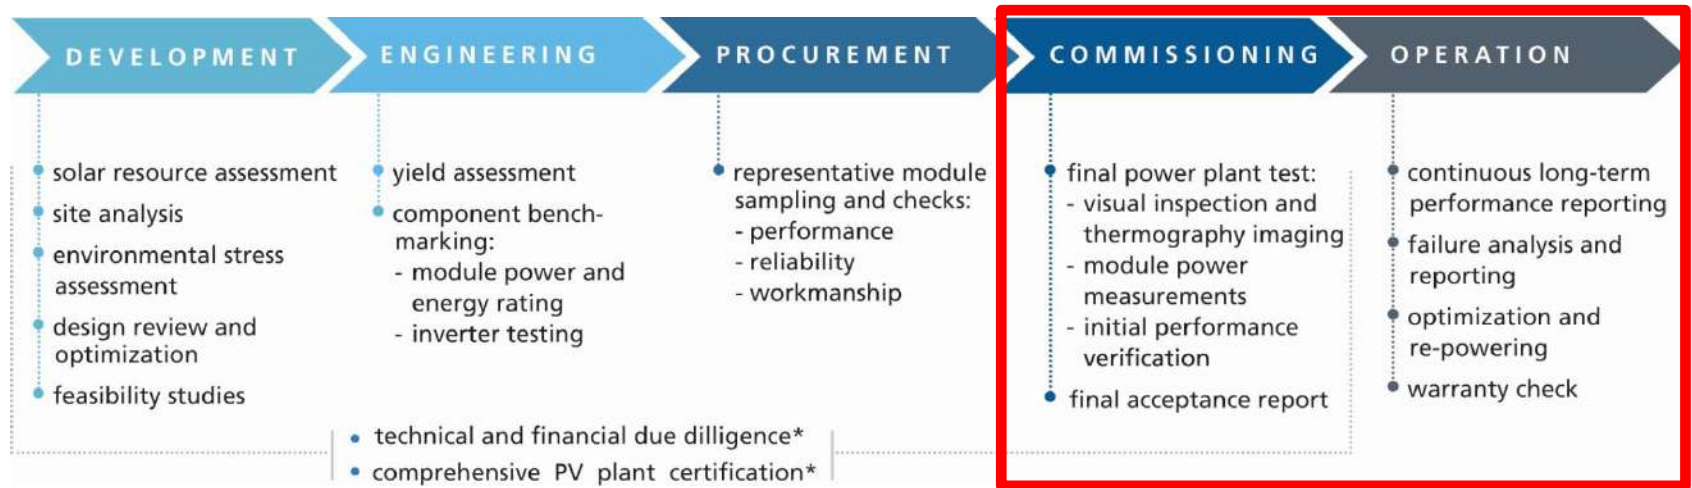 DEVELOPMENT
ENGINEERING
PROCUREMENT
COMMISSIONING
OPERATION
solar resource assessment
site analysis
environmental stress
assessment
design review and
optimization
feasibility studies
yield assessment
component bench-
marking:
- module power and
energy rating
- inverter testing
representative module
sampling and checks:
- performance
- reliability
- workmanship
final power plant test:
- visual inspection and
thermography imaging
- module power
measurements
- initial performance
verification
final acceptance report
continuous long-term
performance reporting
failure analysis and
reporting
optimization and
re-powering
warranty check
technical and financial due dilligence*
comprehensive PV plant certification*